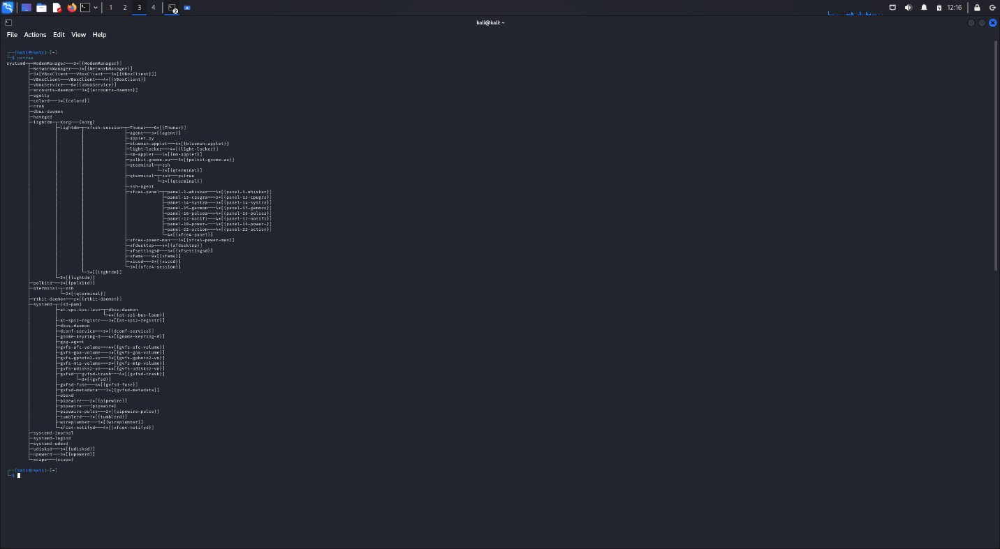 1 2 3 4 2 12:16
kali@kali: ~
File Actions Edit View Help
┌──(kali㉿kali)-[~]
└─$ pstree
systemd─┬─ModemManager───3*[{ModemManager}]
├─NetworkManager───3*[{NetworkManager}]
├─3*[VBoxClient───VBoxClient───3*[{VBoxClient}]]
├─VBoxClient───VBoxClient───4*[{VBoxClient}]
├─VBoxService───8*[{VBoxService}]
├─accounts-daemon───3*[{accounts-daemon}]
├─agetty
├─colord───3*[{colord}]
├─cron
├─dbus-daemon
├─haveged
├─lightdm─┬─Xorg───{Xorg}
│ ├─lightdm─┬─xfce4-session─┬─Thunar───6*[{Thunar}]
│ │ │ ├─agent───3*[{agent}]
│ │ │ ├─applet.py
│ │ │ ├─blueman-applet───4*[{blueman-applet}]
│ │ │ ├─light-locker───4*[{light-locker}]
│ │ │ ├─nm-applet───5*[{nm-applet}]
│ │ │ ├─polkit-gnome-au───3*[{polkit-gnome-au}]
│ │ │ ├─qterminal─┬─zsh
│ │ │ │ └─2*[{qterminal}]
│ │ │ ├─qterminal─┬─zsh───pstree
│ │ │ │ └─2*[{qterminal}]
│ │ │ ├─ssh-agent
│ │ │ ├─xfce4-panel─┬─panel-1-whisker───4*[{panel-1-whisker}]
│ │ │ │ ├─panel-13-cpugra───3*[{panel-13-cpugra}]
│ │ │ │ ├─panel-14-systra───3*[{panel-14-systra}]
│ │ │ │ ├─panel-15-genmon───4*[{panel-15-genmon}]
│ │ │ │ ├─panel-16-pulsea───4*[{panel-16-pulsea}]
│ │ │ │ ├─panel-17-notifi───4*[{panel-17-notifi}]
│ │ │ │ ├─panel-18-power-───4*[{panel-18-power-}]
│ │ │ │ ├─panel-22-action───4*[{panel-22-action}]
│ │ │ │ └─4*[{xfce4-panel}]
│ │ │ ├─xfce4-power-man───3*[{xfce4-power-man}]
│ │ │ ├─xfdesktop───4*[{xfdesktop}]
│ │ │ ├─xfsettingsd───3*[{xfsettingsd}]
│ │ │ ├─xfwm4───9*[{xfwm4}]
│ │ │ ├─xiccd───3*[{xiccd}]
│ │ │ └─3*[{xfce4-session}]
│ │ └─3*[{lightdm}]
│ └─3*[{lightdm}]
├─polkitd───3*[{polkitd}]
├─qterminal─┬─zsh
│ └─2*[{qterminal}]
├─rtkit-daemon───2*[{rtkit-daemon}]
├─systemd─┬─(sd-pam)
│ ├─at-spi-bus-laun─┬─dbus-daemon
│ │ └─4*[{at-spi-bus-laun}]
│ ├─at-spi2-registr───3*[{at-spi2-registr}]
│ ├─dbus-daemon
│ ├─dconf-service───3*[{dconf-service}]
│ ├─gnome-keyring-d───4*[{gnome-keyring-d}]
│ ├─gpg-agent
│ ├─gvfs-afc-volume───4*[{gvfs-afc-volume}]
│ ├─gvfs-goa-volume───3*[{gvfs-goa-volume}]
│ ├─gvfs-gphoto2-vo───3*[{gvfs-gphoto2-vo}]
│ ├─gvfs-mtp-volume───3*[{gvfs-mtp-volume}]
│ ├─gvfs-udisks2-vo───4*[{gvfs-udisks2-vo}]
│ ├─gvfsd─┬─gvfsd-trash───4*[{gvfsd-trash}]
│ │ └─3*[{gvfsd}]
│ ├─gvfsd-fuse───6*[{gvfsd-fuse}]
│ ├─gvfsd-metadata───3*[{gvfsd-metadata}]
│ ├─obexd
│ ├─pipewire───2*[{pipewire}]
│ ├─pipewire───{pipewire}
│ ├─pipewire-pulse───2*[{pipewire-pulse}]
│ ├─tumblerd───7*[{tumblerd}]
│ ├─wireplumber───5*[{wireplumber}]
│ └─xfce4-notifyd───4*[{xfce4-notifyd}]
├─systemd-journal
├─systemd-logind
├─systemd-udevd
├─udisksd───5*[{udisksd}]
├─upowerd───3*[{upowerd}]
└─xcape───{xcape}
┌──(kali㉿kali)-[~]
└─$